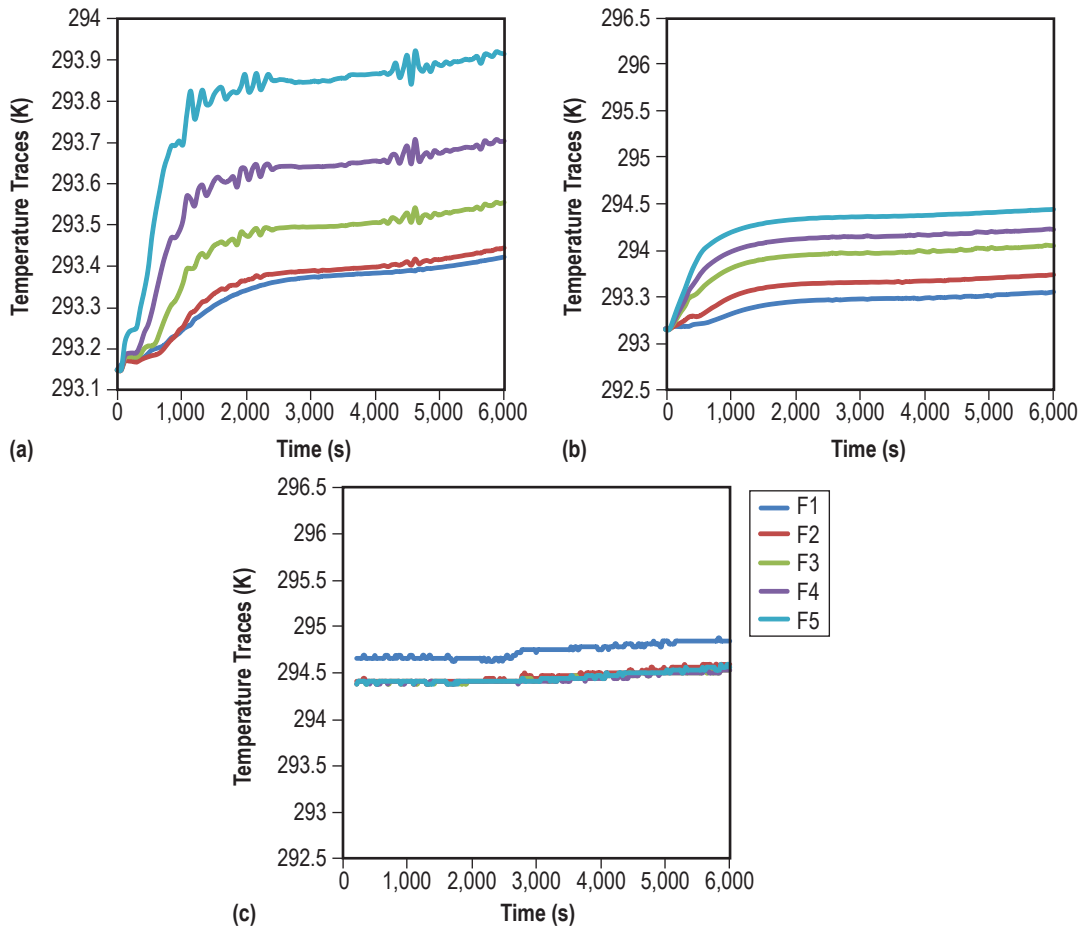 294
293.9
293.8
293.7
293.6
293.5
293.4
293.3
293.2
293.1
Temperature Traces (K)
0 1,000 2,000 3,000 4,000 5,000 6,000
(a)
Time (s)
296.5
296
295.5
295
294.5
294
293.3
293
292.5
Temperature Traces (K)
0 1,000 2,000 3,000 4,000 5,000 6,000
(b)
Time (s)
296.5
296
295.5
295
294.5
294
293.5
293
292.5
Temperature Traces (K)
0 1,000 2,000 3,000 4,000 5,000 6,000
(c)
Time (s)
F1
F2
F3
F4
F5